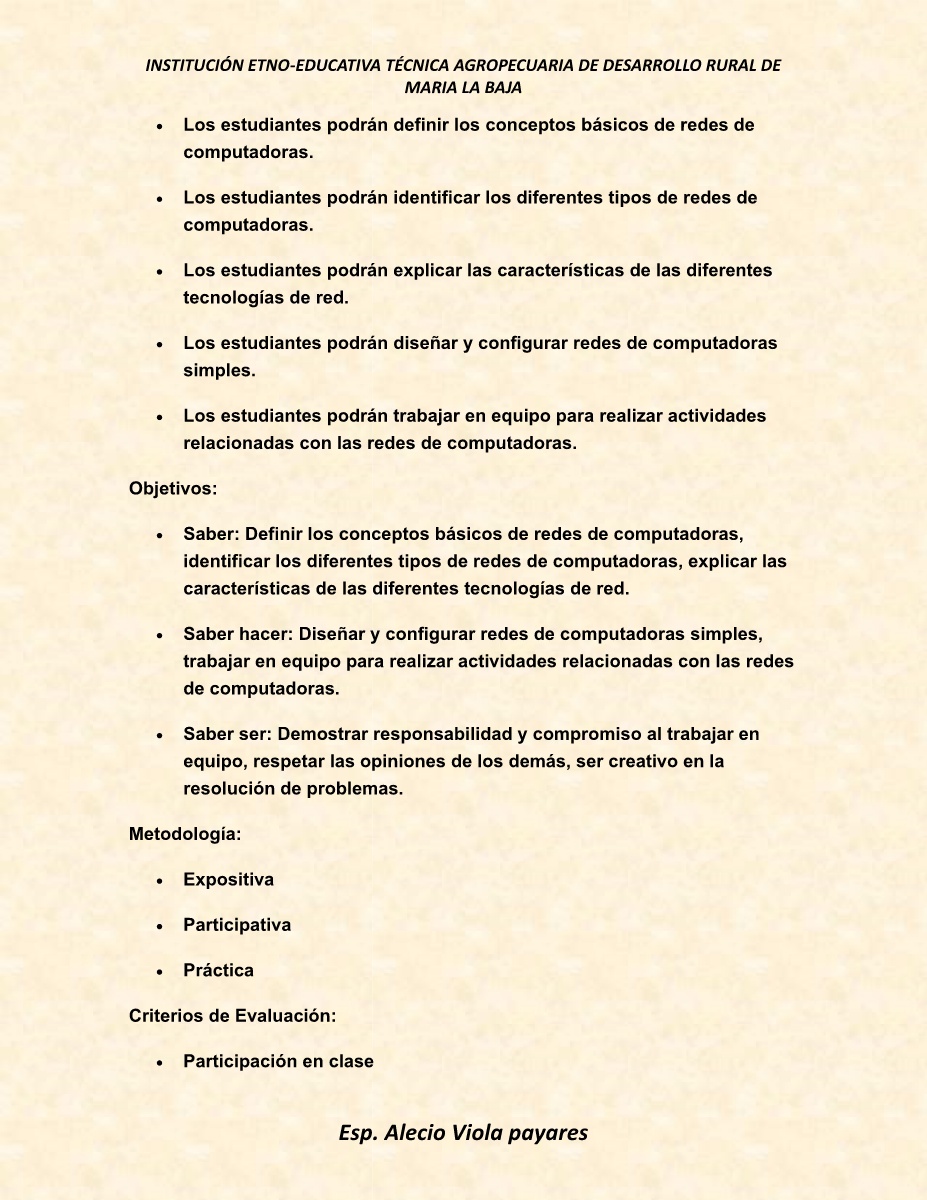 INSTITUCIÓN ETNO-EDUCATIVA TÉCNICA AGROPECUARIA DE DESARROLLO RURAL DE
MARIA LA BAJA
• Los estudiantes podrán definir los conceptos básicos de redes de
computadoras.
• Los estudiantes podrán identificar los diferentes tipos de redes de
computadoras.
• Los estudiantes podrán explicar las características de las diferentes
tecnologías de red.
• Los estudiantes podrán diseñar y configurar redes de computadoras
simples.
• Los estudiantes podrán trabajar en equipo para realizar actividades
relacionadas con las redes de computadoras.
Objetivos:
• Saber: Definir los conceptos básicos de redes de computadoras,
identificar los diferentes tipos de redes de computadoras, explicar las
características de las diferentes tecnologías de red.
• Saber hacer: Diseñar y configurar redes de computadoras simples,
trabajar en equipo para realizar actividades relacionadas con las redes
de computadoras.
• Saber ser: Demostrar responsabilidad y compromiso al trabajar en
equipo, respetar las opiniones de los demás, ser creativo en la
resolución de problemas.
Metodología:
• Expositiva
• Participativa
• Práctica
Criterios de Evaluación:
• Participación en clase
Esp. Alecio Viola payares